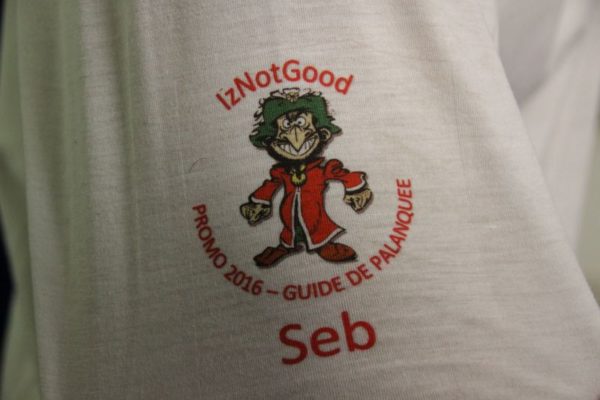 IzNotGood
PROMO 2016 – GUIDE DE PALANQUEE
Seb